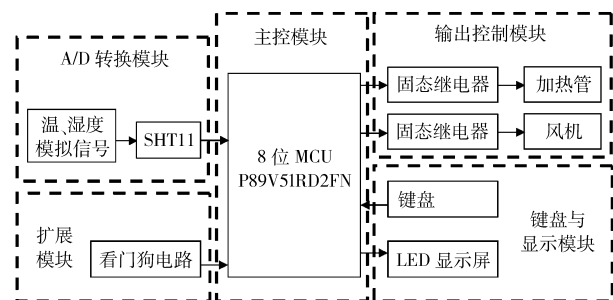 A/D 转换模块
温、湿度
模拟信号
SHT11
扩展
模块
看门狗电路
主控模块
8 位 MCU
P89V51RD2FN
输出控制模块
固态继电器
加热管
固态继电器
风机
键盘
键盘与
显示模块
LED 显示屏